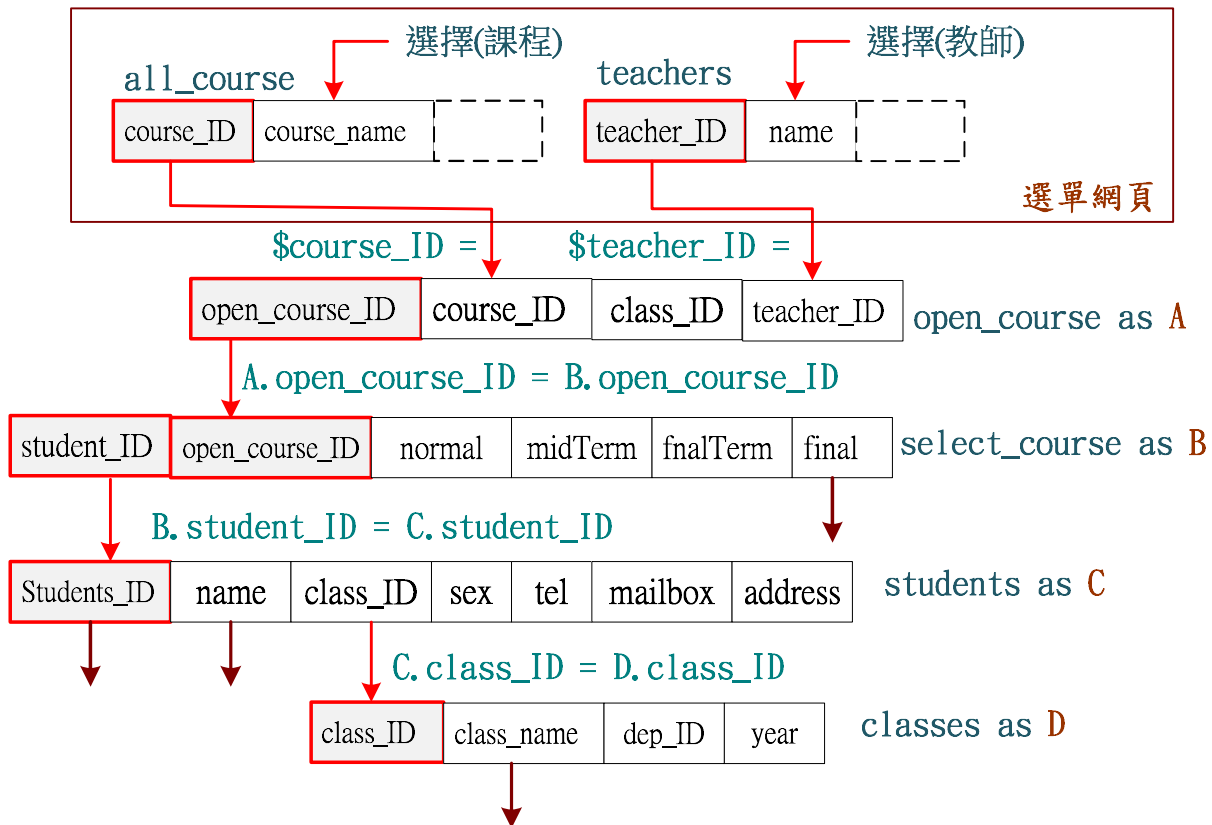 選擇(課程)
選擇(教師)
all_course
teachers
course_ID course_name
teacher_ID name
選單網頁
$course_ID =
$teacher_ID =
open_course_ID course_ID class_ID teacher_ID
open_course as A
A.open_course_ID = B.open_course_ID
student_ID open_course_ID normal midTerm fnalTerm final
select_course as B
B.student_ID = C.student_ID
Students_ID name class_ID sex tel mailbox address
students as C
C.class_ID = D.class_ID
class_ID class_name dep_ID year
classes as D